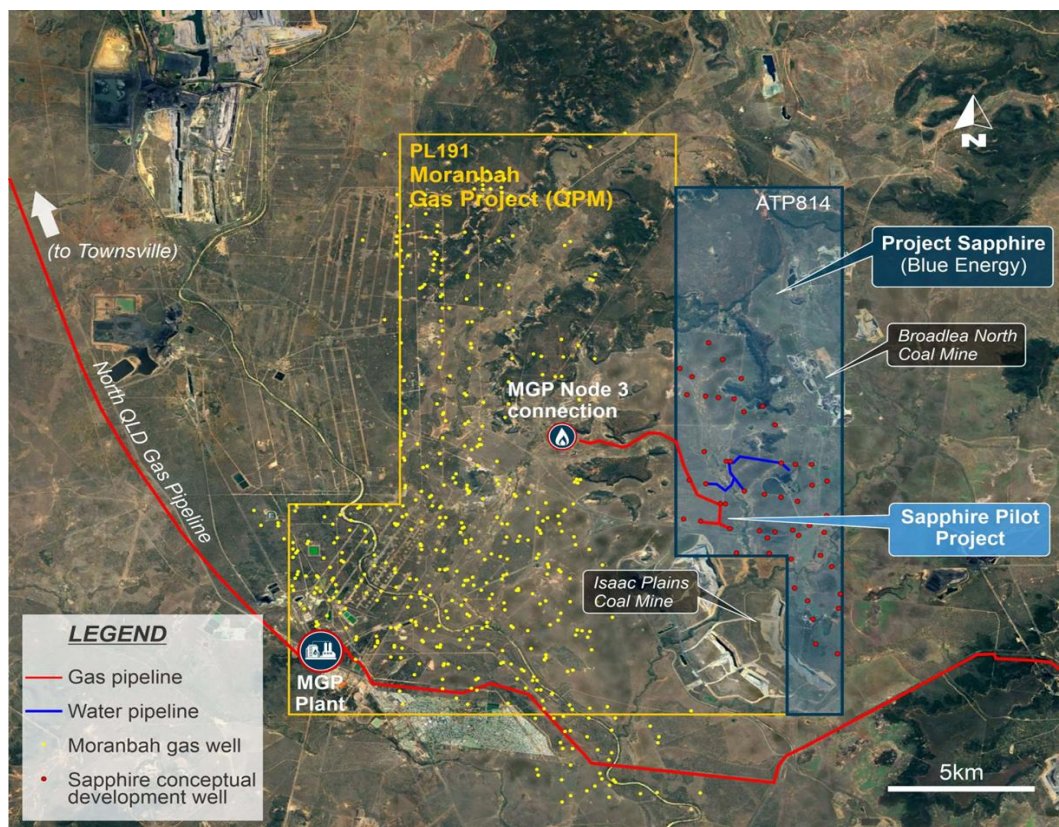 PL191
Moranbah
Gas Project (QPM)
ATP814
N
(to Townsville)
Project Sapphire
(Blue Energy)
Broadlea North
Coal Mine
MGP Node 3
connection
North QLD Gas Pipeline
Sapphire Pilot
Project
Isaac Plains
Coal Mine
MGP
Plant
LEGEND
Gas pipeline
Water pipeline
Moranbah gas well
Sapphire conceptual
development well
5km